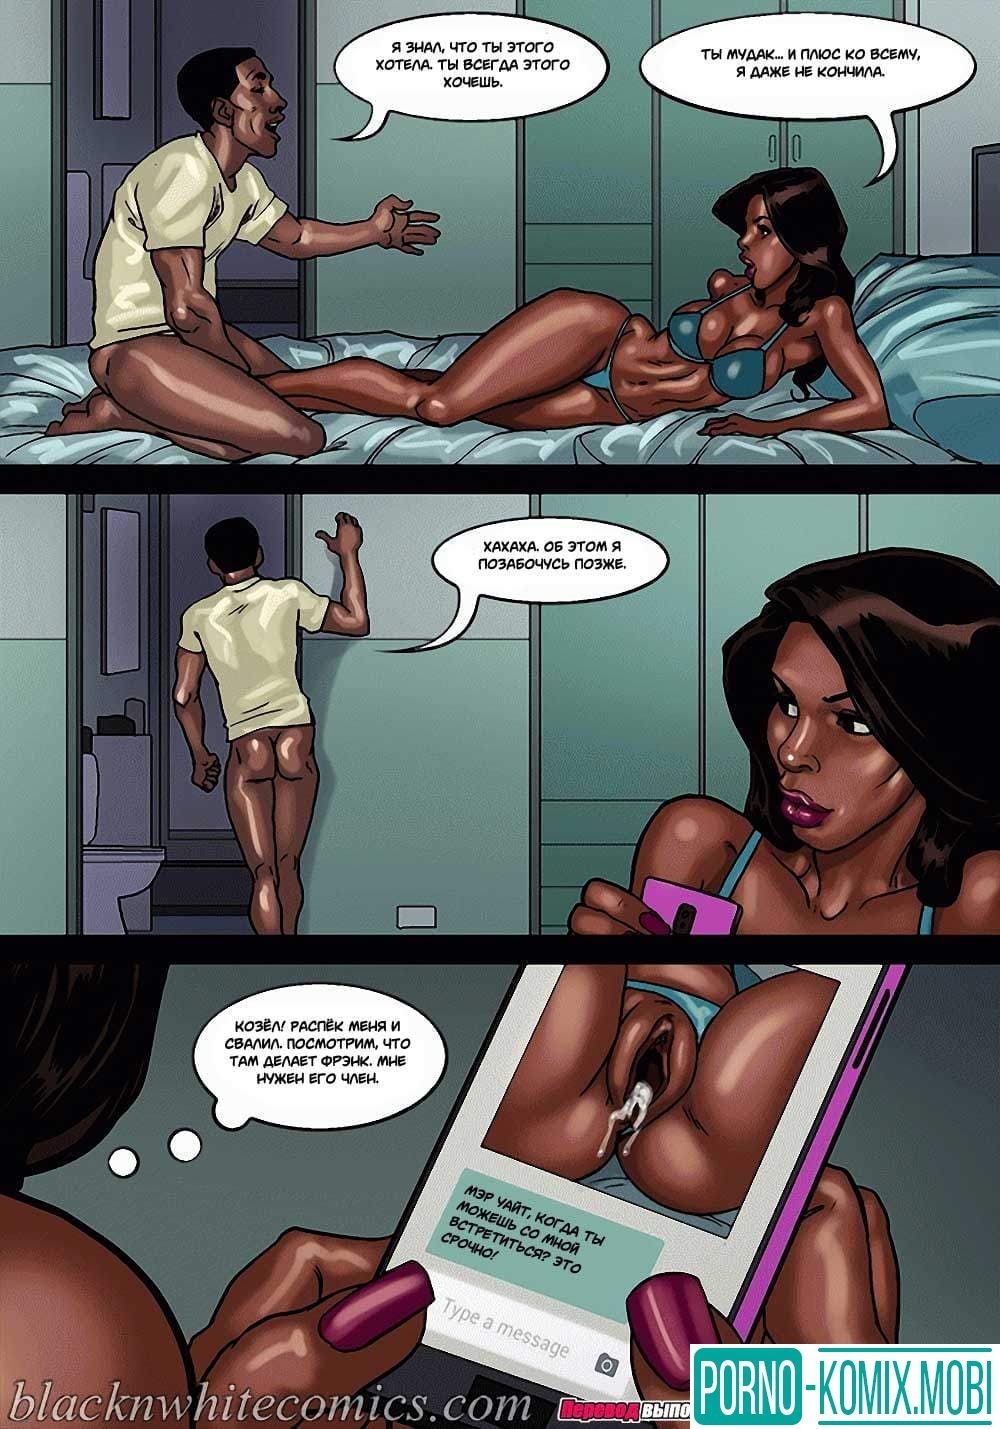 Я ЗНАЛ, ЧТО ТЫ ЭТОГО
ХОТЕЛА. ТЫ ВСЕГДА ЭТОГО
ХОЧЕШЬ.
ТЫ МУДАК... И ПЛЮС КО ВСЕМУ,
Я ДАЖЕ НЕ КОНЧИЛА.
ХАХАХА. ОБ ЭТОМ Я
ПОЗАБОЧУСЬ ПОЗЖЕ.
КОЗЁЛ! РАСПЁК МЕНЯ И
СВАЛИЛ. ПОСМОТРИМ, ЧТО
ТАМ ДЕЛАЕТ ФРЭНК. МНЕ
НУЖЕН ЕГО ЧЛЕН.
МЭР УАЙТ, КОГДА ТЫ
МОЖЕШЬ СО МНОЙ
ВСТРЕТИТЬСЯ? ЭТО
СРОЧНО!
Type a message
blacknwhitecomics.com
Перевод выпо
PORNO-KOMIX.MOBI